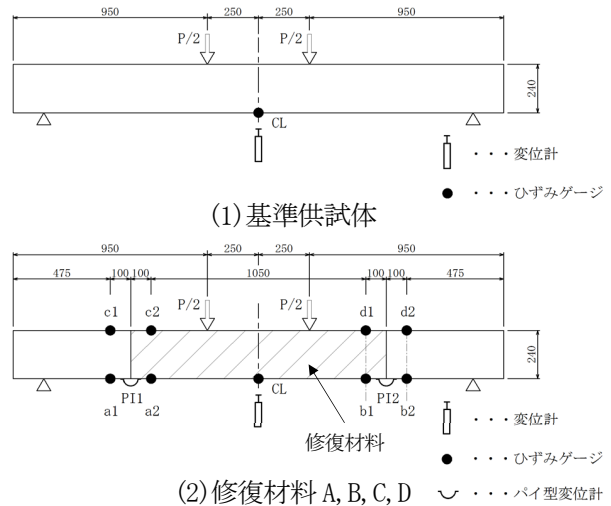 950 250 250 950
P/2 P/2
240
CL
・・・変位計
・・・ひずみゲージ
(1)基準供試体
950 250 250 950
475 100 100 1050 100 100 475
P/2 P/2
c1 c2 d1 d2
240
PI1 CL PI2
a1 a2 b1 b2
・・・変位計
修復材料
・・・ひずみゲージ
(2)修復材料 A,B,C,D
・・・パイ型変位計